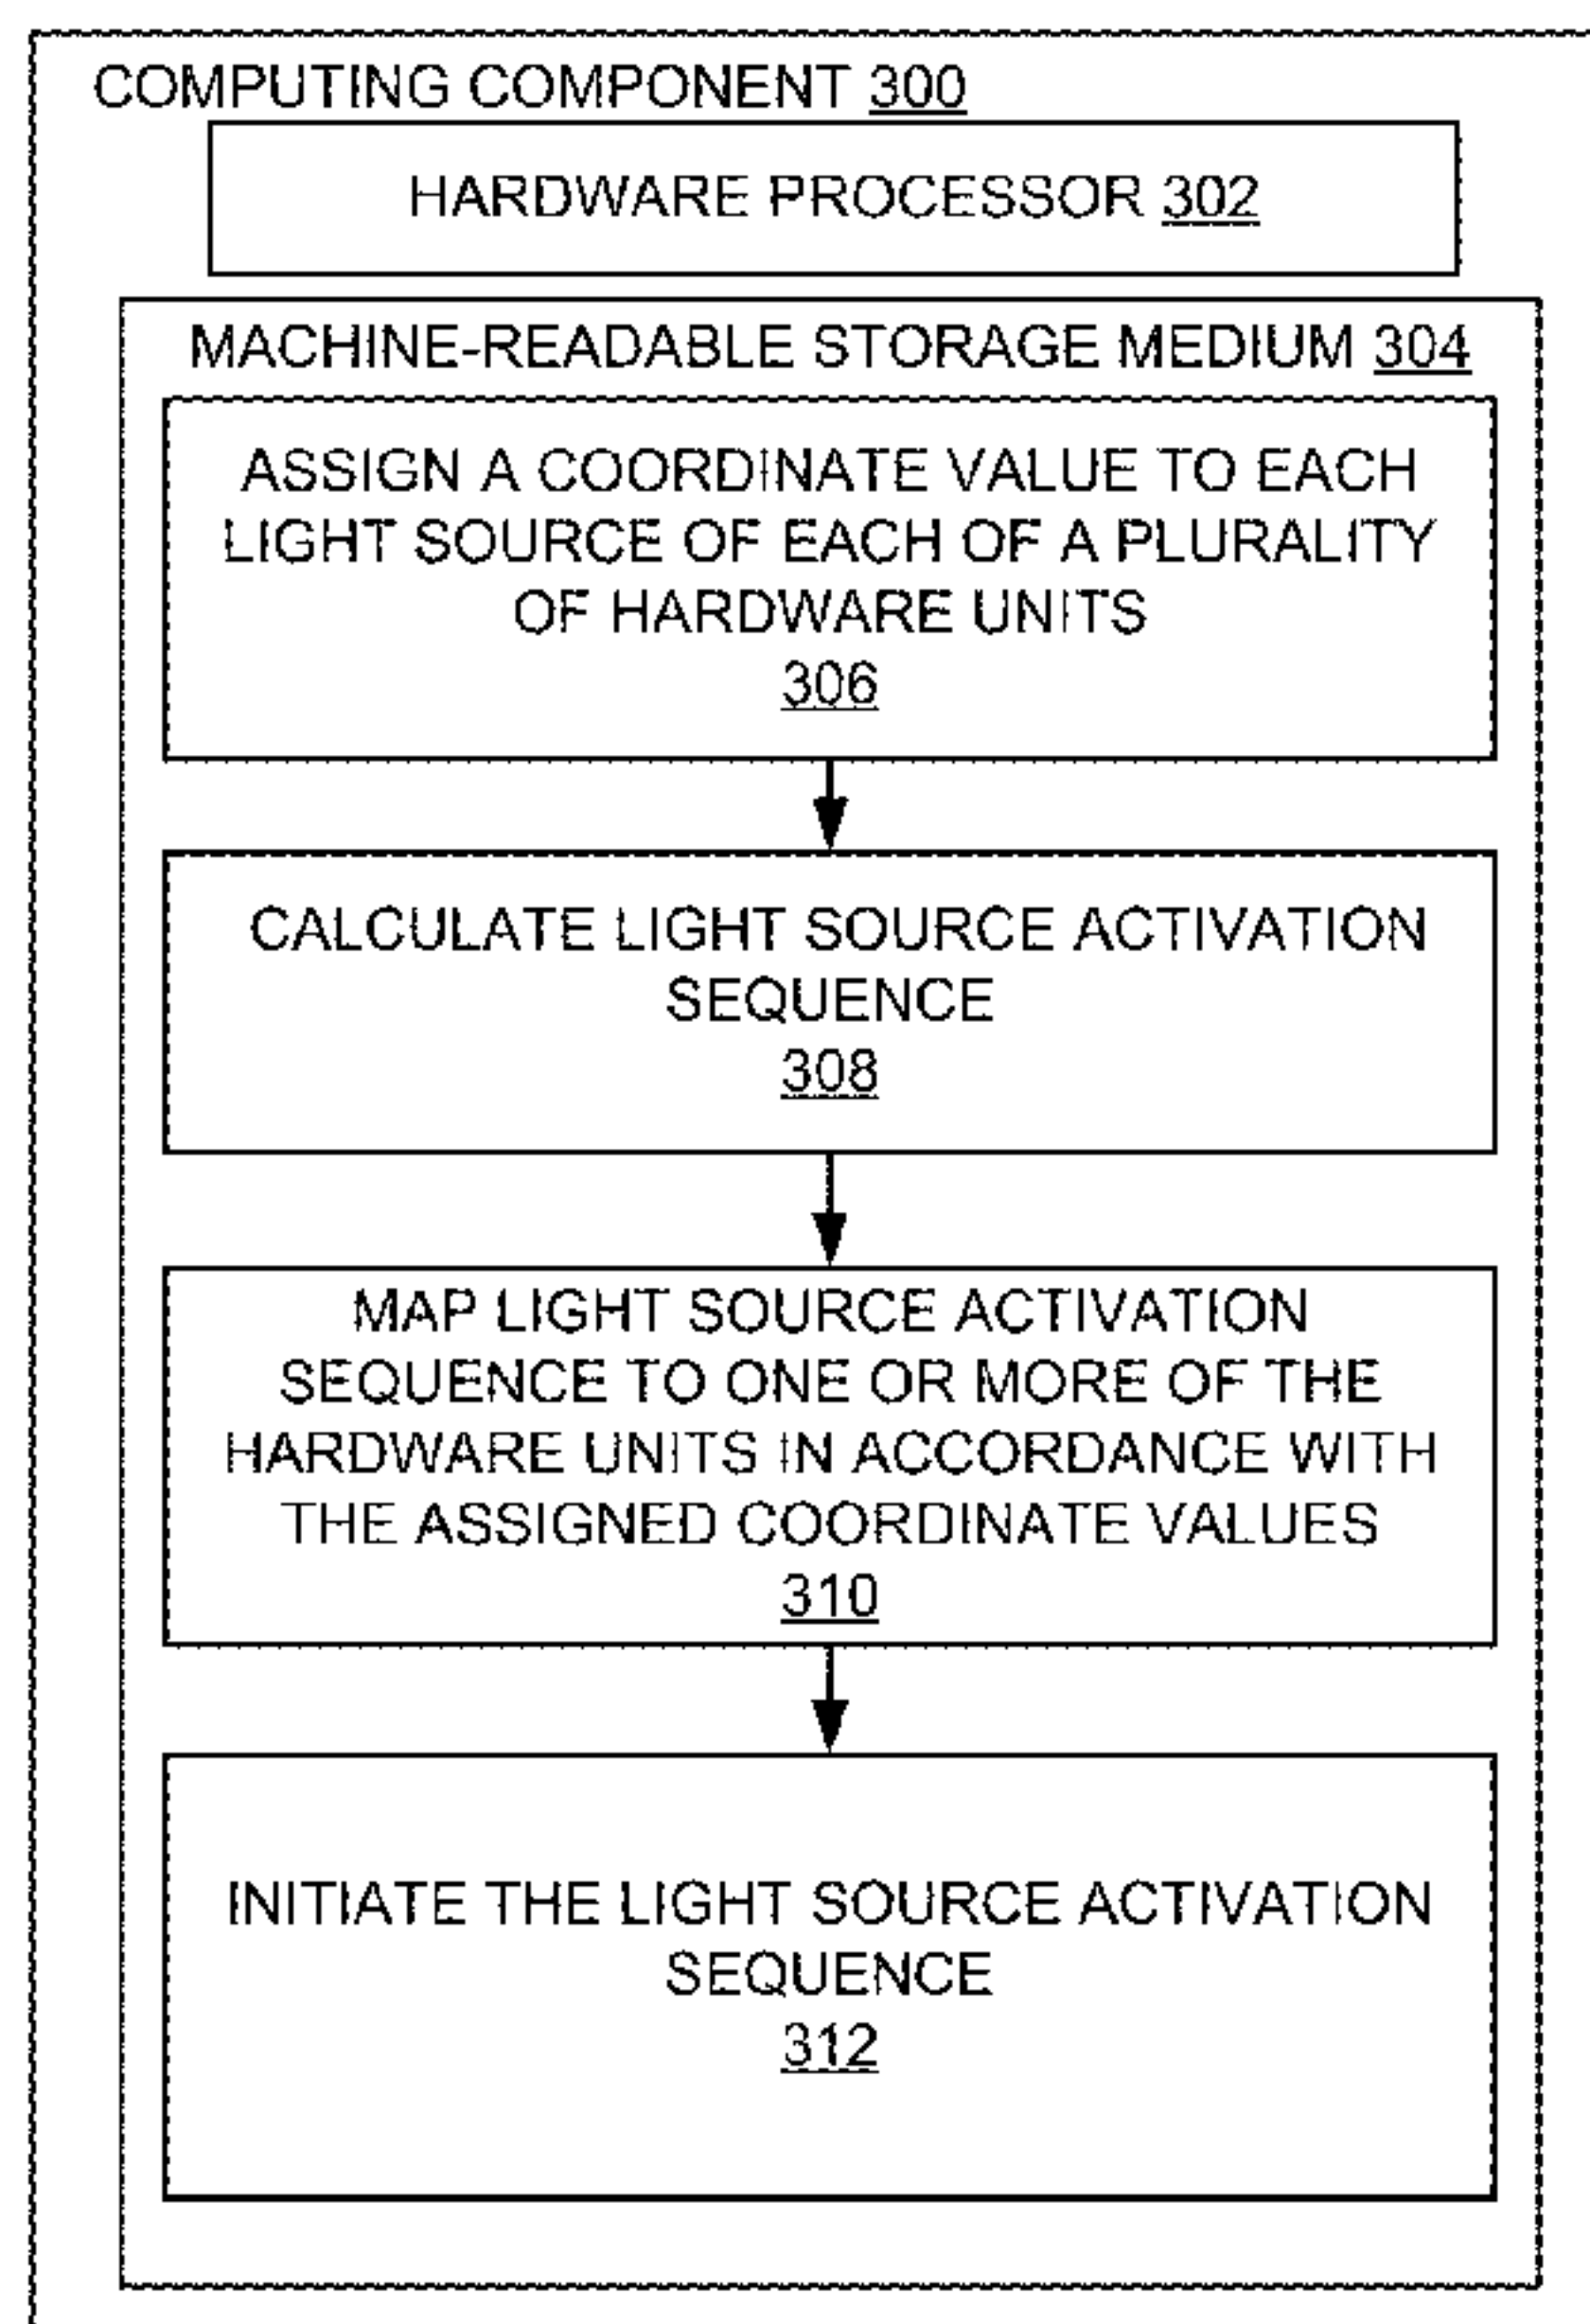 COMPUTING COMPONENT 300
HARDWARE PROCESSOR 302
MACHINE-READABLE STORAGE MEDIUM 304
ASSIGN A COORDINATE VALUE TO EACH
LIGHT SOURCE OF EACH OF A PLURALITY
OF HARDWARE UNITS
306
CALCULATE LIGHT SOURCE ACTIVATION
SEQUENCE
308
MAP LIGHT SOURCE ACTIVATION
SEQUENCE TO ONE OR MORE OF THE
HARDWARE UNITS IN ACCORDANCE WITH
THE ASSIGNED COORDINATE VALUES
310
INITIATE THE LIGHT SOURCE ACTIVATION
SEQUENCE
312